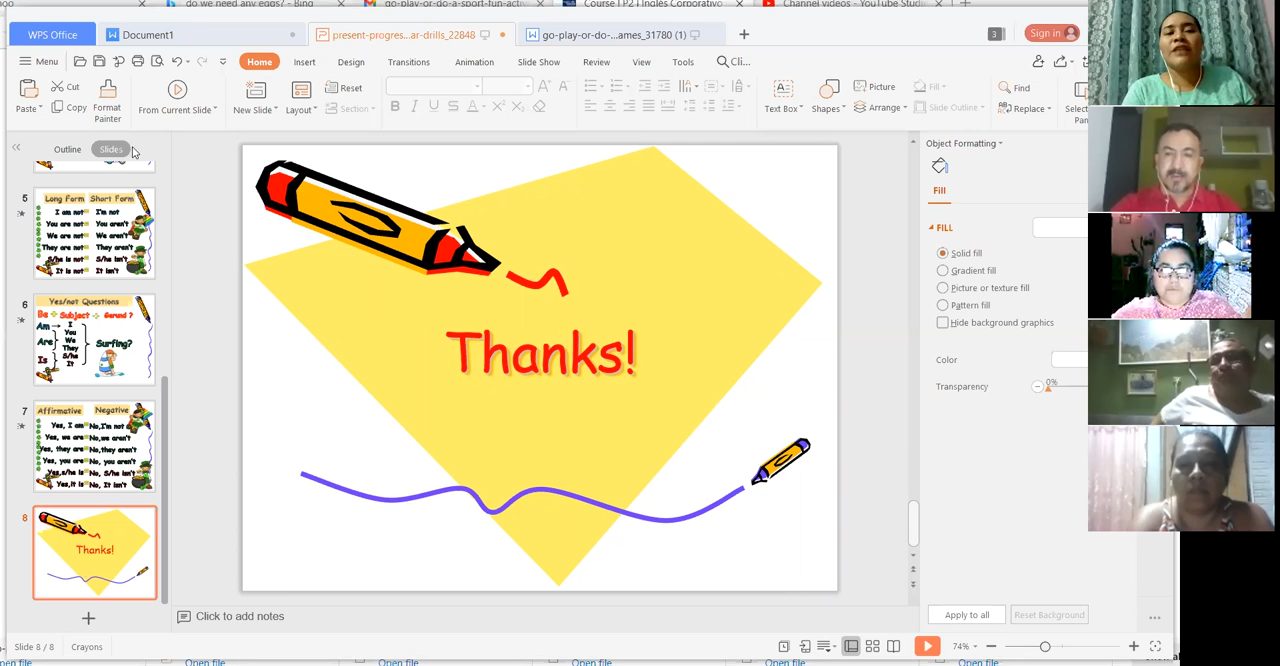 do we need any eggs? - Bing
go-play-or-do-a-sport-fun-acti
Course | P2 | Inglés Corporativo
Channel videos - YouTube Studi
WPS Office
Document1
present-progres...ar-drills_22848
go-play-or-do-...ames_31780 (1)
3
Sign in
Menu
Home
Insert
Design
Transitions
Animation
Slide Show
Review
View
Tools
Cli...
Paste
Cut
Copy
Format
Painter
From Current Slide
New Slide
Layout
Reset
Section
Text Box
Shapes
Picture
Arrange
Fill
Slide Outline
Find
Replace
Select
Pan
Outline
Slides
5
Long Form Short Form
I am not I'm not
You are not You aren't
We are not We aren't
They are not They aren't
S/he is not S/he isn't
It is not It isn't
6
Yes/not Questions
Be + Subject + Gerund ?
Am
Are
Is
I
You
We
They
S/he
It
Surfing?
7
Affirmative Negative
Yes, I am No,I'm not
Yes, we are No,we aren't
Yes, they are No,they aren't
Yes, you are No, you aren't
Yes,s/he is No, S/he isn't
Yes,it is No, It isn't
8
Thanks!
Thanks!
Click to add notes
Object Formatting
Fill
FILL
Solid fill
Gradient fill
Picture or texture fill
Pattern fill
Hide background graphics
Color
Transparency
0%
Apply to all
Reset Background
Slide 8 / 8
Crayons
74%
Open file
Open file
Open file
Open file
Open file
Open file